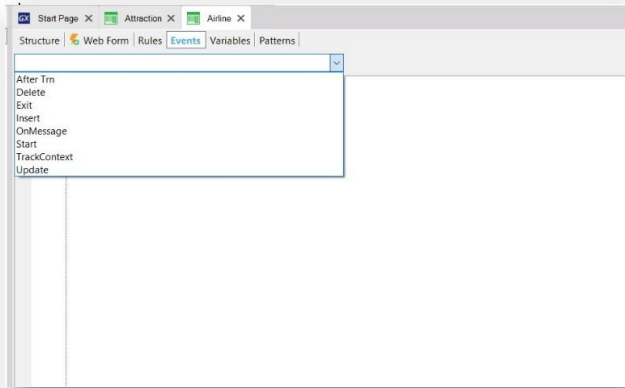 GX Start Page X Attraction X Airline X
Structure Web Form Rules Events Variables Patterns
After Trn
Delete
Exit
Insert
OnMessage
Start
TrackContext
Update